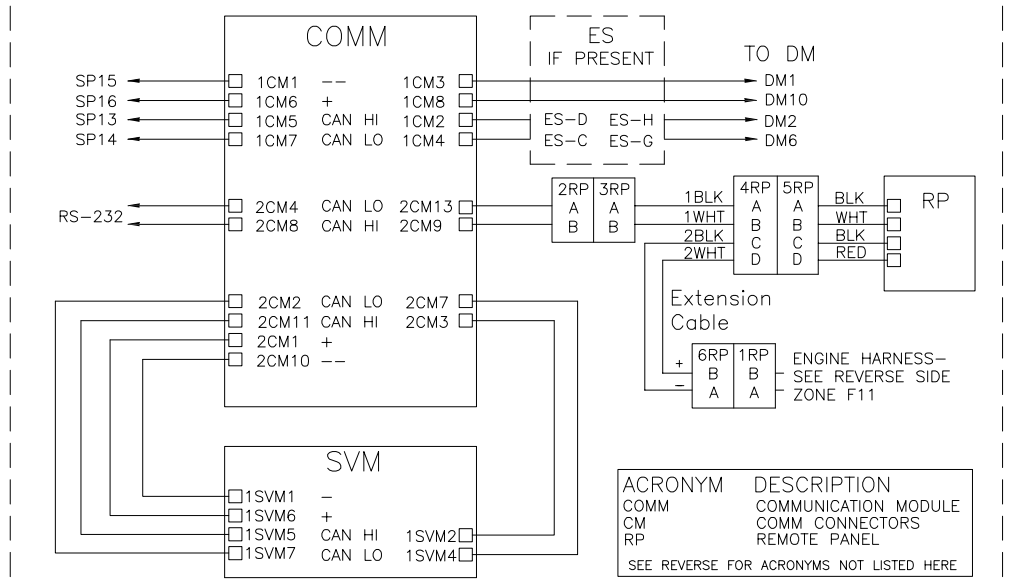 COMM
ES
IF PRESENT
TO DM
SP15 1CM1 -- 1CM3 DM1
SP16 1CM6 + 1CM8 DM10
SP13 1CM5 CAN HI 1CM2 ES-D ES-H DM2
SP14 1CM7 CAN LO 1CM4 ES-C ES-G DM6
2RP 3RP 4RP 5RP RP
RS-232
2CM4 CAN LO 2CM13 A A 1BLK A A BLK
2CM8 CAN HI 2CM9 B B 1WHT B B WHT
2BLK C C BLK
2WHT D D RED
2CM2 CAN LO 2CM7
2CM11 CAN HI 2CM3
2CM1 +
2CM10 --
Extension
Cable
6RP 1RP
+ B B
- A A
ENGINE HARNESS-
SEE REVERSE SIDE
ZONE F11
SVM
1SVM1 -
1SVM6 +
1SVM5 CAN HI 1SVM2
1SVM7 CAN LO 1SVM4
ACRONYM DESCRIPTION
COMM COMMUNICATION MODULE
CM COMM CONNECTORS
RP REMOTE PANEL
SEE REVERSE FOR ACRONYMS NOT LISTED HERE